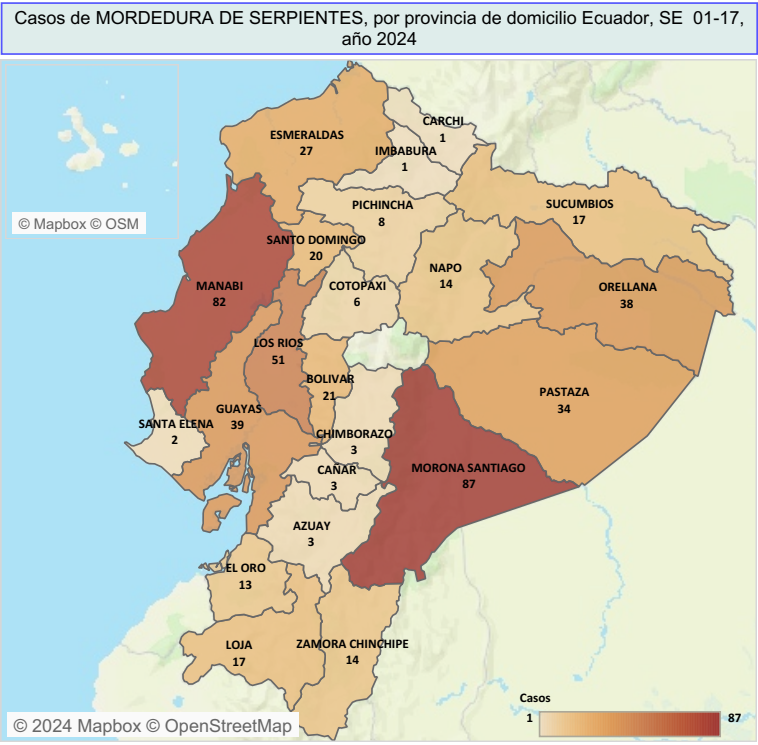 Casos de MORDEDURA DE SERPIENTES, por provincia de domicilio Ecuador, SE 01-17,
año 2024
CARCHI
1
ESMERALDAS
27
IMBABURA
1
PICHINCHA
8
SUCUMBIOS
17
© Mapbox © OSM
SANTO DOMINGO
20
NAPO
14
MANABI
82
COTOPAXI
6
ORELLANA
38
LOS RIOS
51
BOLIVAR
21
PASTAZA
34
GUAYAS
39
SANTA ELENA
2
CHIMBORAZO
3
MORONA SANTIAGO
87
CAÑAR
3
AZUAY
3
EL ORO
13
LOJA
17
ZAMORA CHINCHIPE
14
Casos
1
87
© 2024 Mapbox © OpenStreetMap